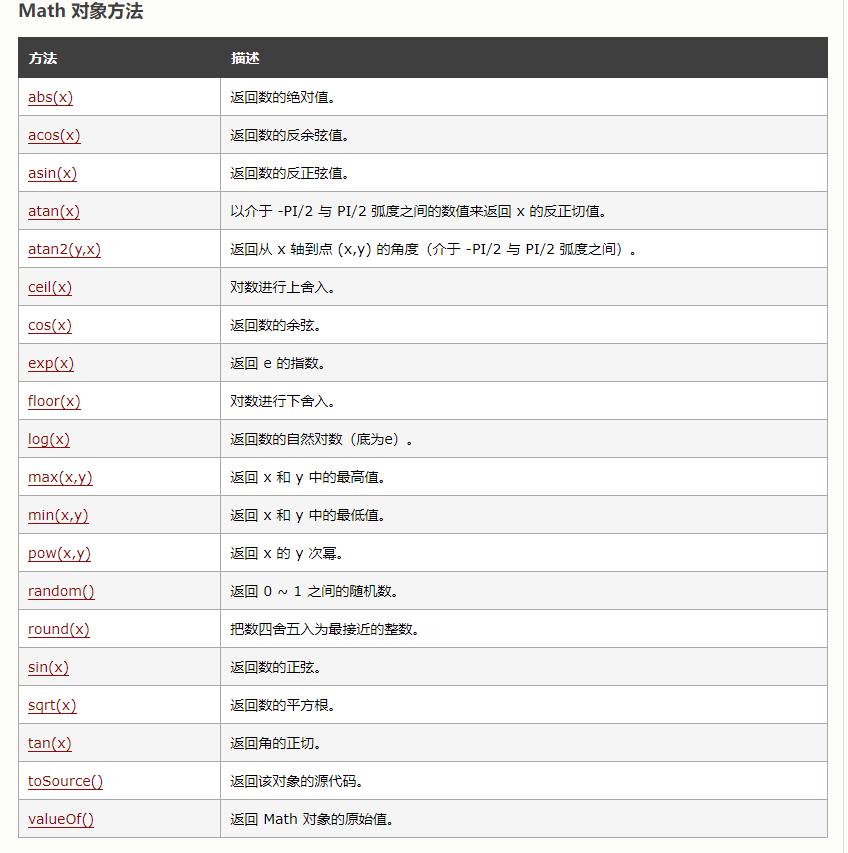 Math 对象方法
方法 描述
abs(x) 返回数的绝对值。
acos(x) 返回数的反余弦值。
asin(x) 返回数的反正弦值。
atan(x) 以介于 -PI/2 与 PI/2 弧度之间的数值来返回 x 的反正切值。
atan2(y,x) 返回从 x 轴到点 (x,y) 的角度（介于 -PI/2 与 PI/2 弧度之间）。
ceil(x) 对数进行上舍入。
cos(x) 返回数的余弦。
exp(x) 返回 e 的指数。
floor(x) 对数进行下舍入。
log(x) 返回数的自然对数（底为e）。
max(x,y) 返回 x 和 y 中的最高值。
min(x,y) 返回 x 和 y 中的最低值。
pow(x,y) 返回 x 的 y 次幂。
random() 返回 0 ~ 1 之间的随机数。
round(x) 把数四舍五入为最接近的整数。
sin(x) 返回数的正弦。
sqrt(x) 返回数的平方根。
tan(x) 返回角的正切。
toSource() 返回该对象的源代码。
valueOf() 返回 Math 对象的原始值。